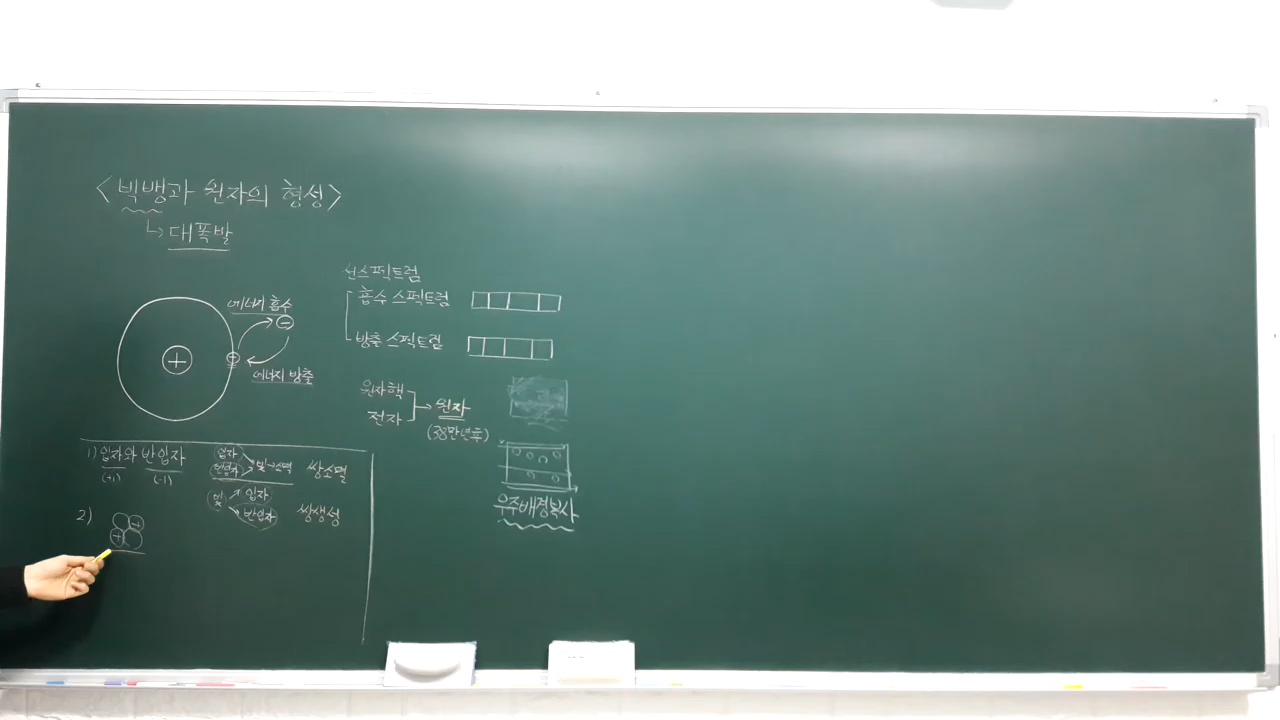 <빅뱅과 원자의 형성>
↳ 대폭발
에너지 흡수
⊖
⊕
⊖
에너지 방출
선스펙트럼
흡수 스펙트럼
방출 스펙트럼
원자핵
전자
→ 원자
(38만년후)
우주배경복사
1) 입자와 반입자
(+1) (-1)
입자
반입자
빛→소멸 쌍소멸
빛
입자
반입자
쌍생성
2)
+
+